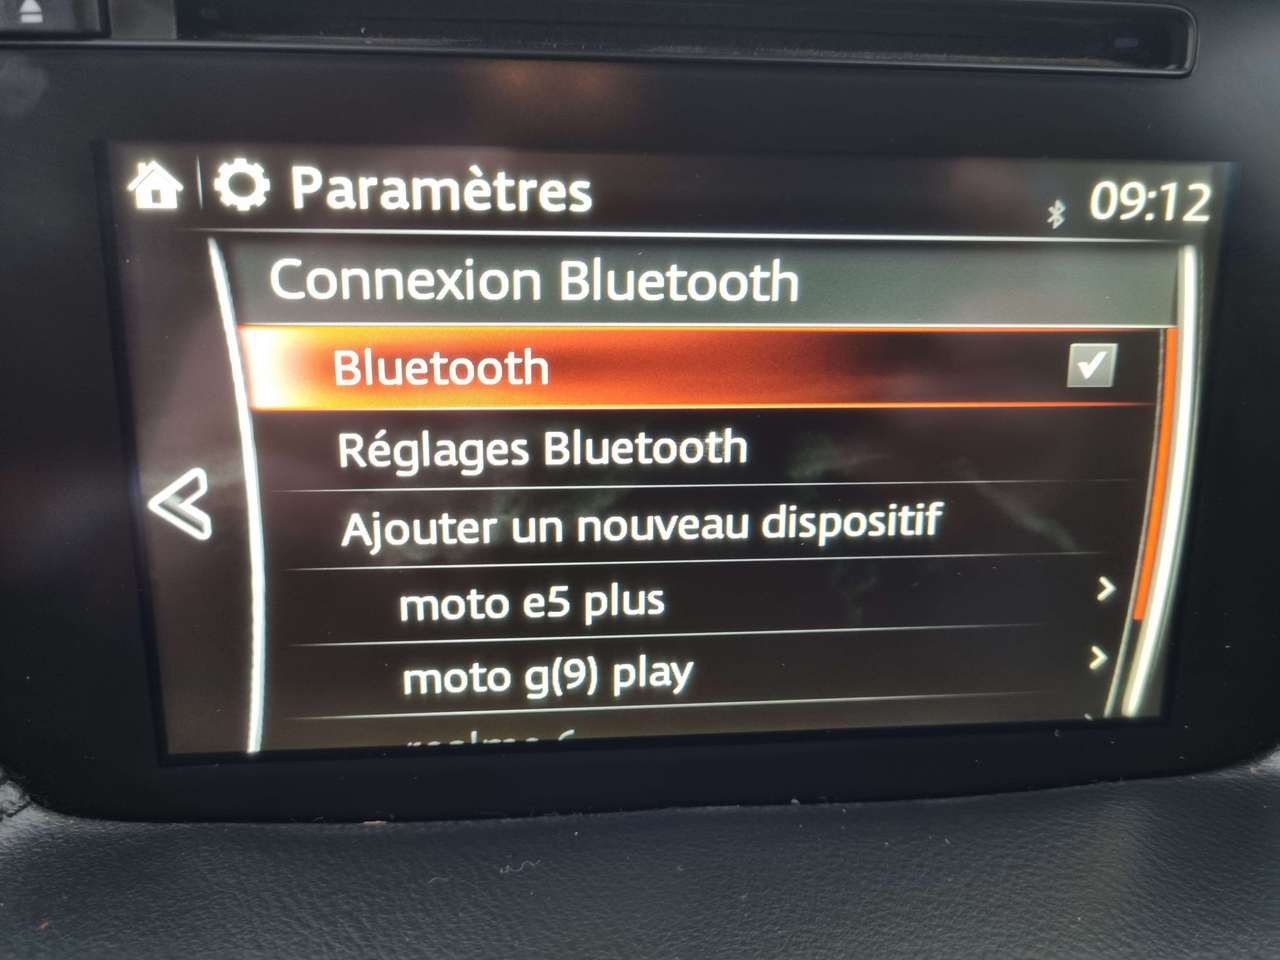 Paramètres
09:12
Connexion Bluetooth
Bluetooth
Réglages Bluetooth
Ajouter un nouveau dispositif
moto e5 plus
moto g(9) play